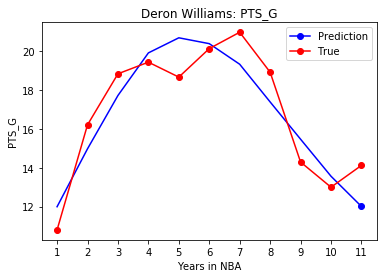 Deron Williams: PTS_G
Prediction
True
PTS_G
20
18
16
14
12
1 2 3 4 5 6 7 8 9 10 11
Years in NBA